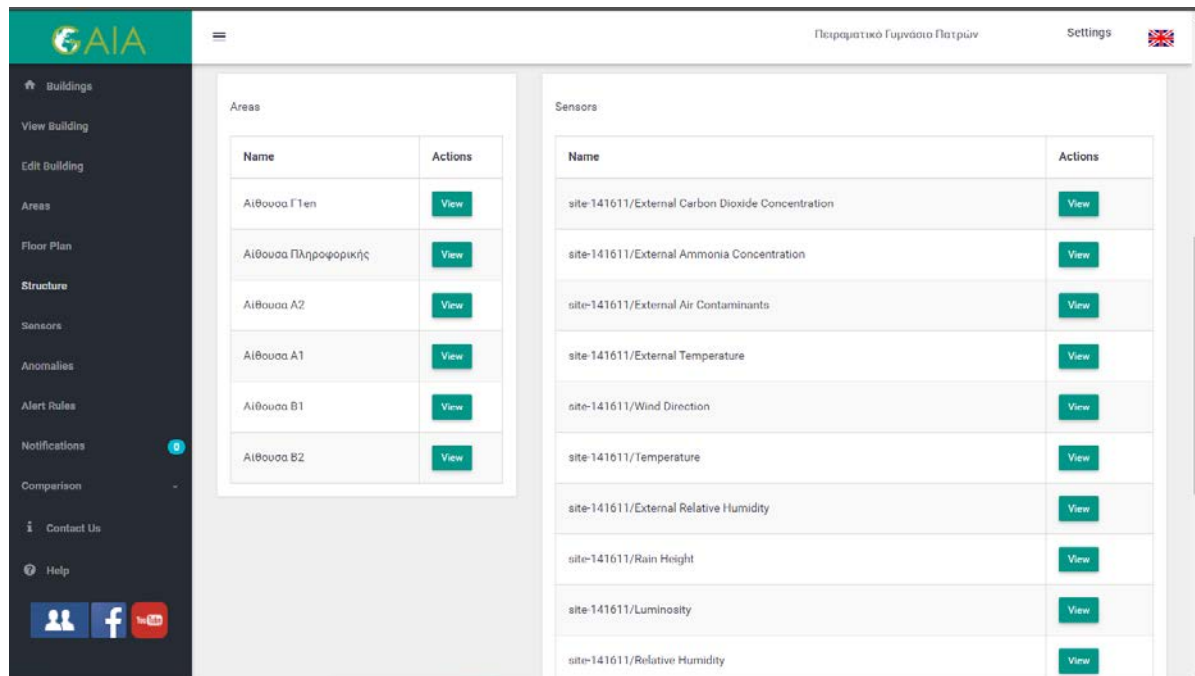 GAIA
Πειραματικό Γυμνάσιο Πατρών
Settings
Buildings
View Building
Edit Building
Areas
Floor Plan
Structure
Sensors
Anomalies
Alert Rules
Notifications 0
Comparison
Contact Us
Help
Areas
Name Actions
Αίθουσα Γ1en View
Αίθουσα Πληροφορικής View
Αίθουσα Α2 View
Αίθουσα Α1 View
Αίθουσα Β1 View
Αίθουσα Β2 View
Sensors
Name Actions
site-141611/External Carbon Dioxide Concentration View
site-141611/External Ammonia Concentration View
site-141611/External Air Contaminants View
site-141611/External Temperature View
site-141611/Wind Direction View
site-141611/Temperature View
site-141611/External Relative Humidity View
site-141611/Rain Height View
site-141611/Luminosity View
site-141611/Relative Humidity View